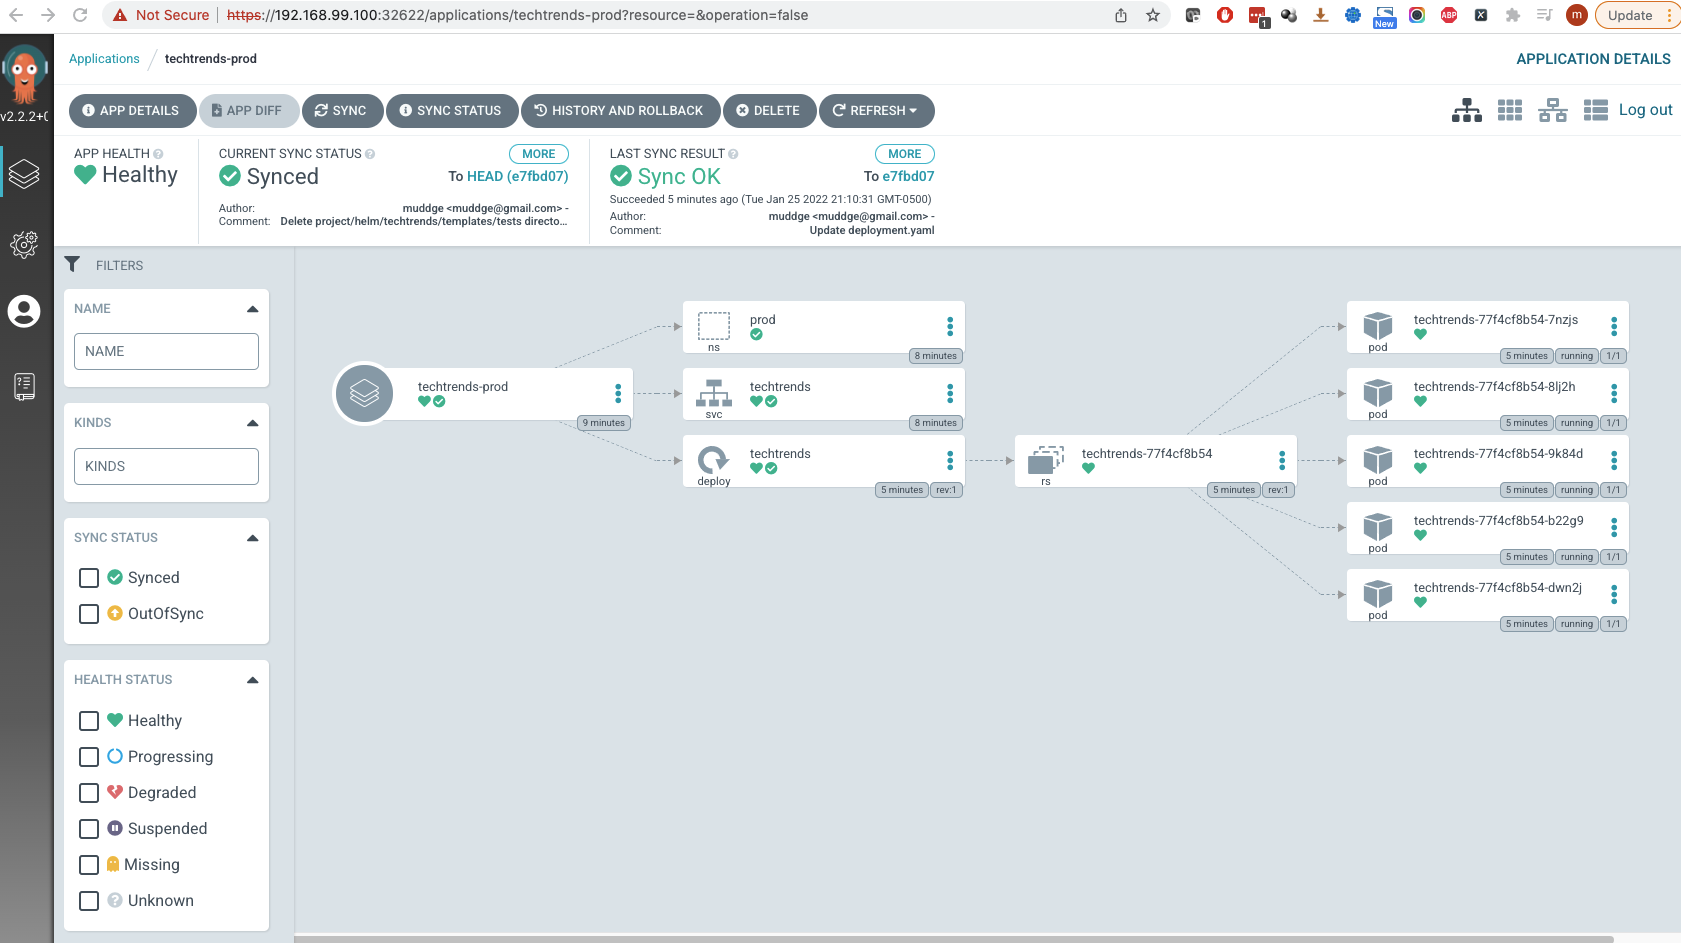 Not Secure | https://192.168.99.100:32622/applications/techtrends-prod?resource=&operation=false
1
New
ABP
X
m
Update
Applications / techtrends-prod
APPLICATION DETAILS
v2.2.2+0
APP DETAILS
APP DIFF
SYNC
SYNC STATUS
HISTORY AND ROLLBACK
DELETE
REFRESH
Log out
APP HEALTH
Healthy
CURRENT SYNC STATUS
MORE
Synced
To HEAD (e7fbd07)
Author: muddge <muddge@gmail.com> -
Comment: Delete project/helm/techtrends/templates/tests directo...
LAST SYNC RESULT
MORE
Sync OK
To e7fbd07
Succeeded 5 minutes ago (Tue Jan 25 2022 21:10:31 GMT-0500)
Author: muddge <muddge@gmail.com> -
Comment: Update deployment.yaml
FILTERS
NAME
NAME
KINDS
KINDS
SYNC STATUS
Synced
OutOfSync
HEALTH STATUS
Healthy
Progressing
Degraded
Suspended
Missing
Unknown
techtrends-prod
9 minutes
prod
ns
8 minutes
techtrends
svc
8 minutes
techtrends
deploy
5 minutes rev:1
techtrends-77f4cf8b54
rs
5 minutes rev:1
techtrends-77f4cf8b54-7nzjs
pod
5 minutes running 1/1
techtrends-77f4cf8b54-8lj2h
pod
5 minutes running 1/1
techtrends-77f4cf8b54-9k84d
pod
5 minutes running 1/1
techtrends-77f4cf8b54-b22g9
pod
5 minutes running 1/1
techtrends-77f4cf8b54-dwn2j
pod
5 minutes running 1/1